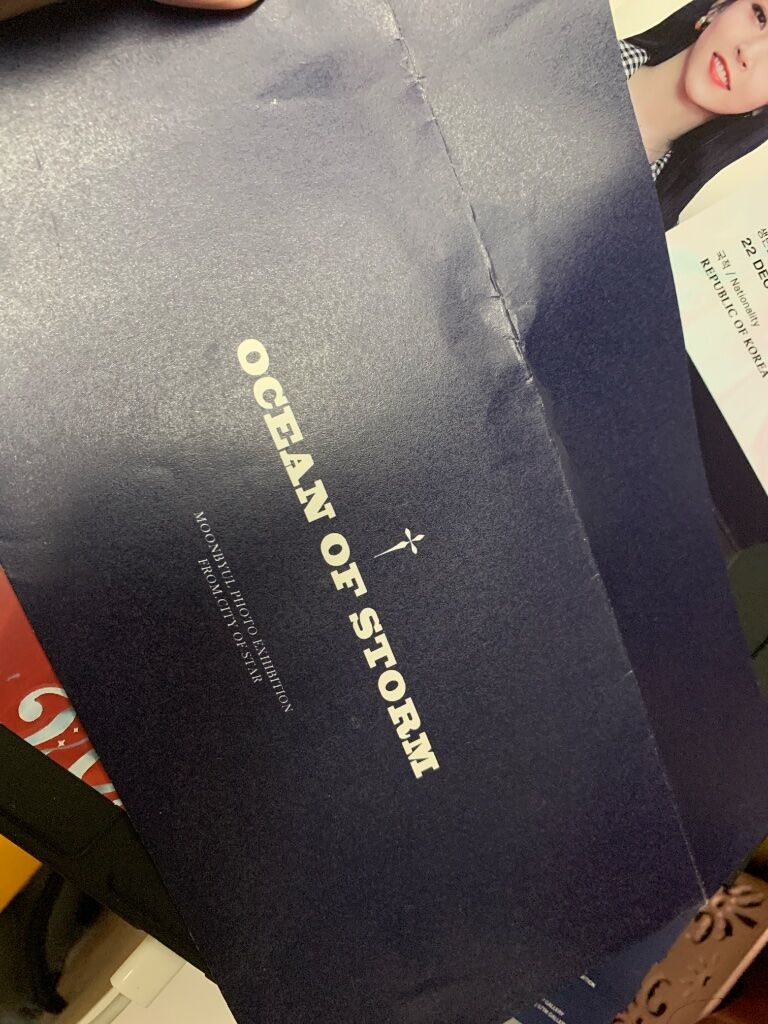 OCEAN OF STORM
MOONBYUL PHOTO EXHIBITION
FROM.CITY OF STAR
22 DEC
국적 / Nationality
REPUBLIC OF KOREA